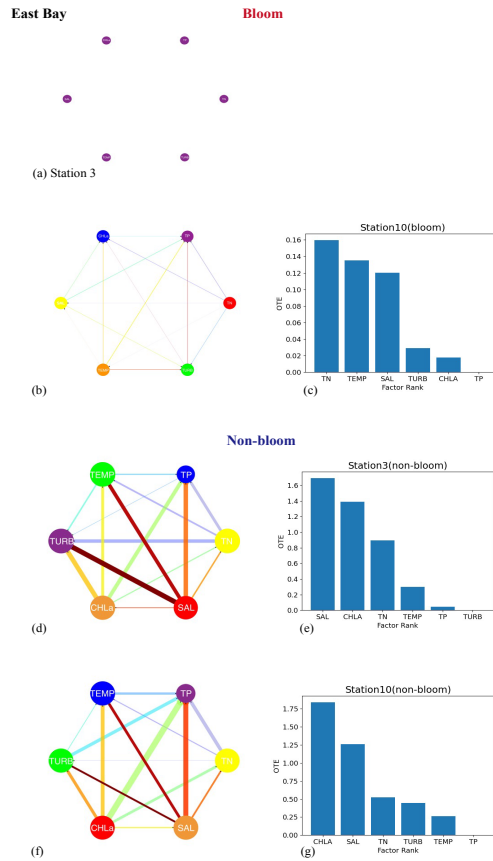 East Bay
Bloom
TP
(a) Station 3
CHLa
TP
TN
TEMP
(b)
Station10(bloom)
OTE
0.16
0.14
0.12
0.10
0.08
0.06
0.04
0.02
0.00
TN TEMP SAL TURB CHLA TP
Factor Rank
(c)
Non-bloom
TEMP TP
TURB TN
CHLa SAL
(d)
Station3(non-bloom)
OTE
1.6
1.4
1.2
1.0
0.8
0.6
0.4
0.2
0.0
SAL CHLA TN TEMP TP TURB
Factor Rank
(e)
TEMP TP
TURB TN
CHLa SAL
(f)
Station10(non-bloom)
OTE
1.75
1.50
1.25
1.00
0.75
0.50
0.25
0.00
CHLA SAL TN TURB TEMP TP
Factor Rank
(g)